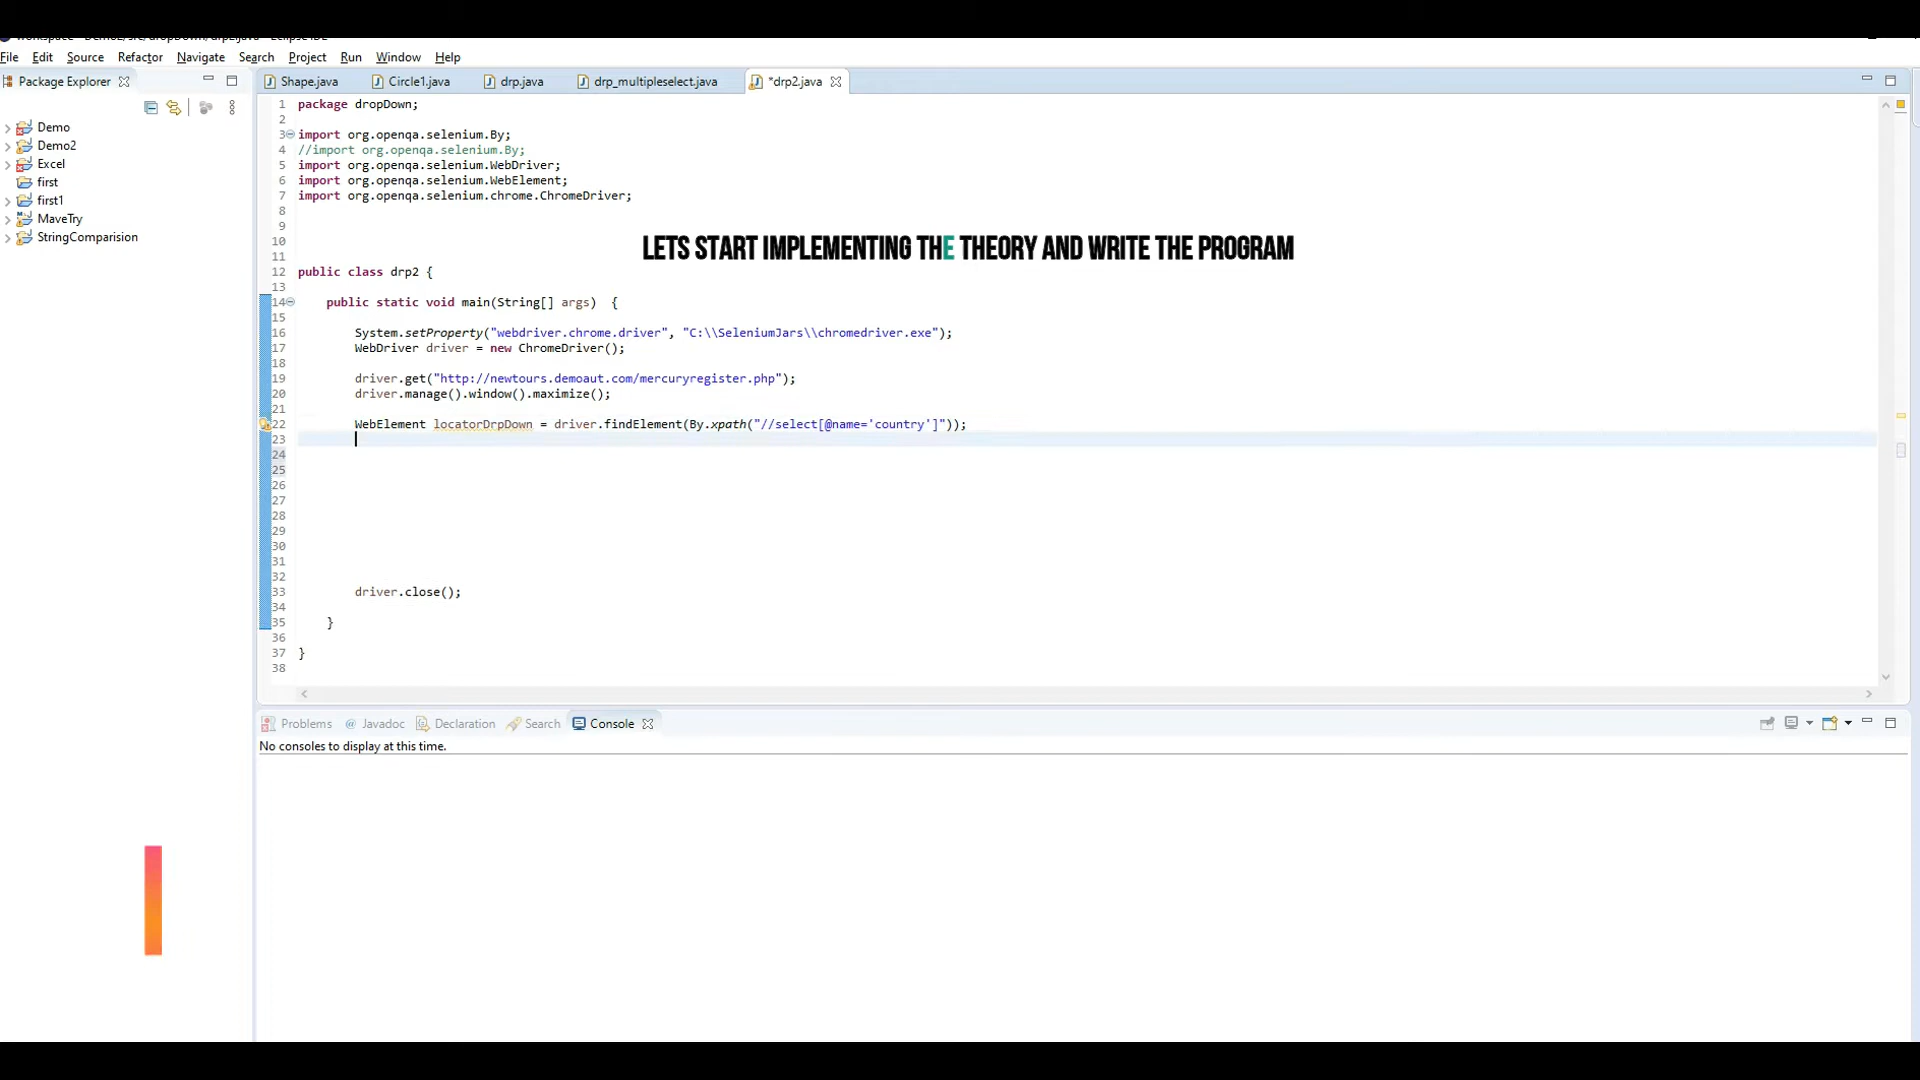 workspace - Demo2/src/dropDown/drp2.java - Eclipse IDE
File Edit Source Refactor Navigate Search Project Run Window Help
Package Explorer
Shape.java Circle1.java drp.java drp_multipleselect.java *drp2.java
Demo
Demo2
Excel
first
first1
MaveTry
StringComparision
1 package dropDown;
2
3 import org.openqa.selenium.By;
4 //import org.openqa.selenium.By;
5 import org.openqa.selenium.WebDriver;
6 import org.openqa.selenium.WebElement;
7 import org.openqa.selenium.chrome.ChromeDriver;
8
9
10
LETS START IMPLEMENTING THE THEORY AND WRITE THE PROGRAM
11
12 public class drp2 {
13
14 public static void main(String[] args) {
15
16 System.setProperty("webdriver.chrome.driver", "C:\\SeleniumJars\\chromedriver.exe");
17 WebDriver driver = new ChromeDriver();
18
19 driver.get("http://newtours.demoaut.com/mercuryregister.php");
20 driver.manage().window().maximize();
21
22 WebElement locatorDrpDown = driver.findElement(By.xpath("//select[@name='country']"));
23
24
25
26
27
28
29
30
31
32
33 driver.close();
34
35 }
36
37 }
38
Problems Javadoc Declaration Search Console
No consoles to display at this time.